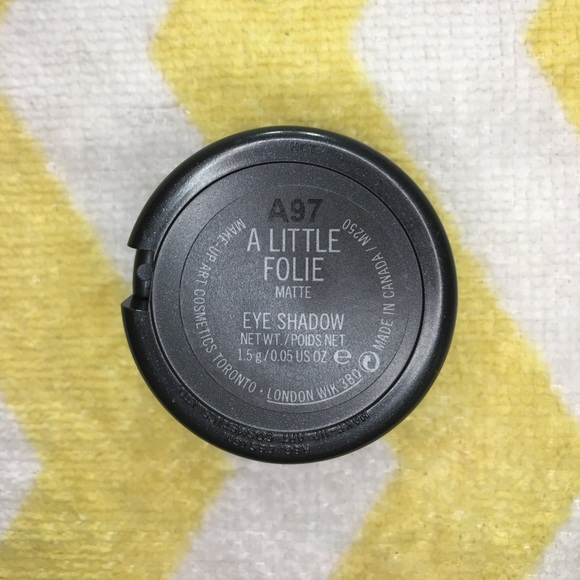 A97
A LITTLE
FOLIE
MATTE
EYE SHADOW
NET WT./POIDS NET
1.5 g/0.05 US OZ e
MAKE-UP ART COSMETICS TORONTO • LONDON W1K 3BQ
MADE IN CANADA / M250